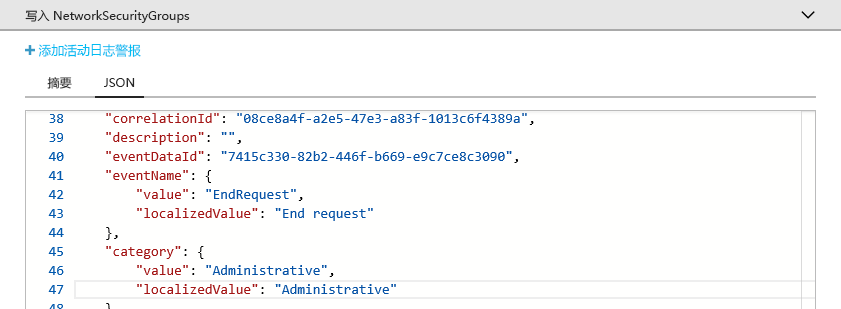 写入 NetworkSecurityGroups
+ 添加活动日志警报
摘要 JSON
38 "correlationId": "08ce8a4f-a2e5-47e3-a83f-1013c6f4389a",
39 "description": "",
40 "eventDataId": "7415c330-82b2-446f-b669-e9c7ce8c3090",
41 "eventName": {
42 "value": "EndRequest",
43 "localizedValue": "End request"
44 },
45 "category": {
46 "value": "Administrative",
47 "localizedValue": "Administrative"
48 }